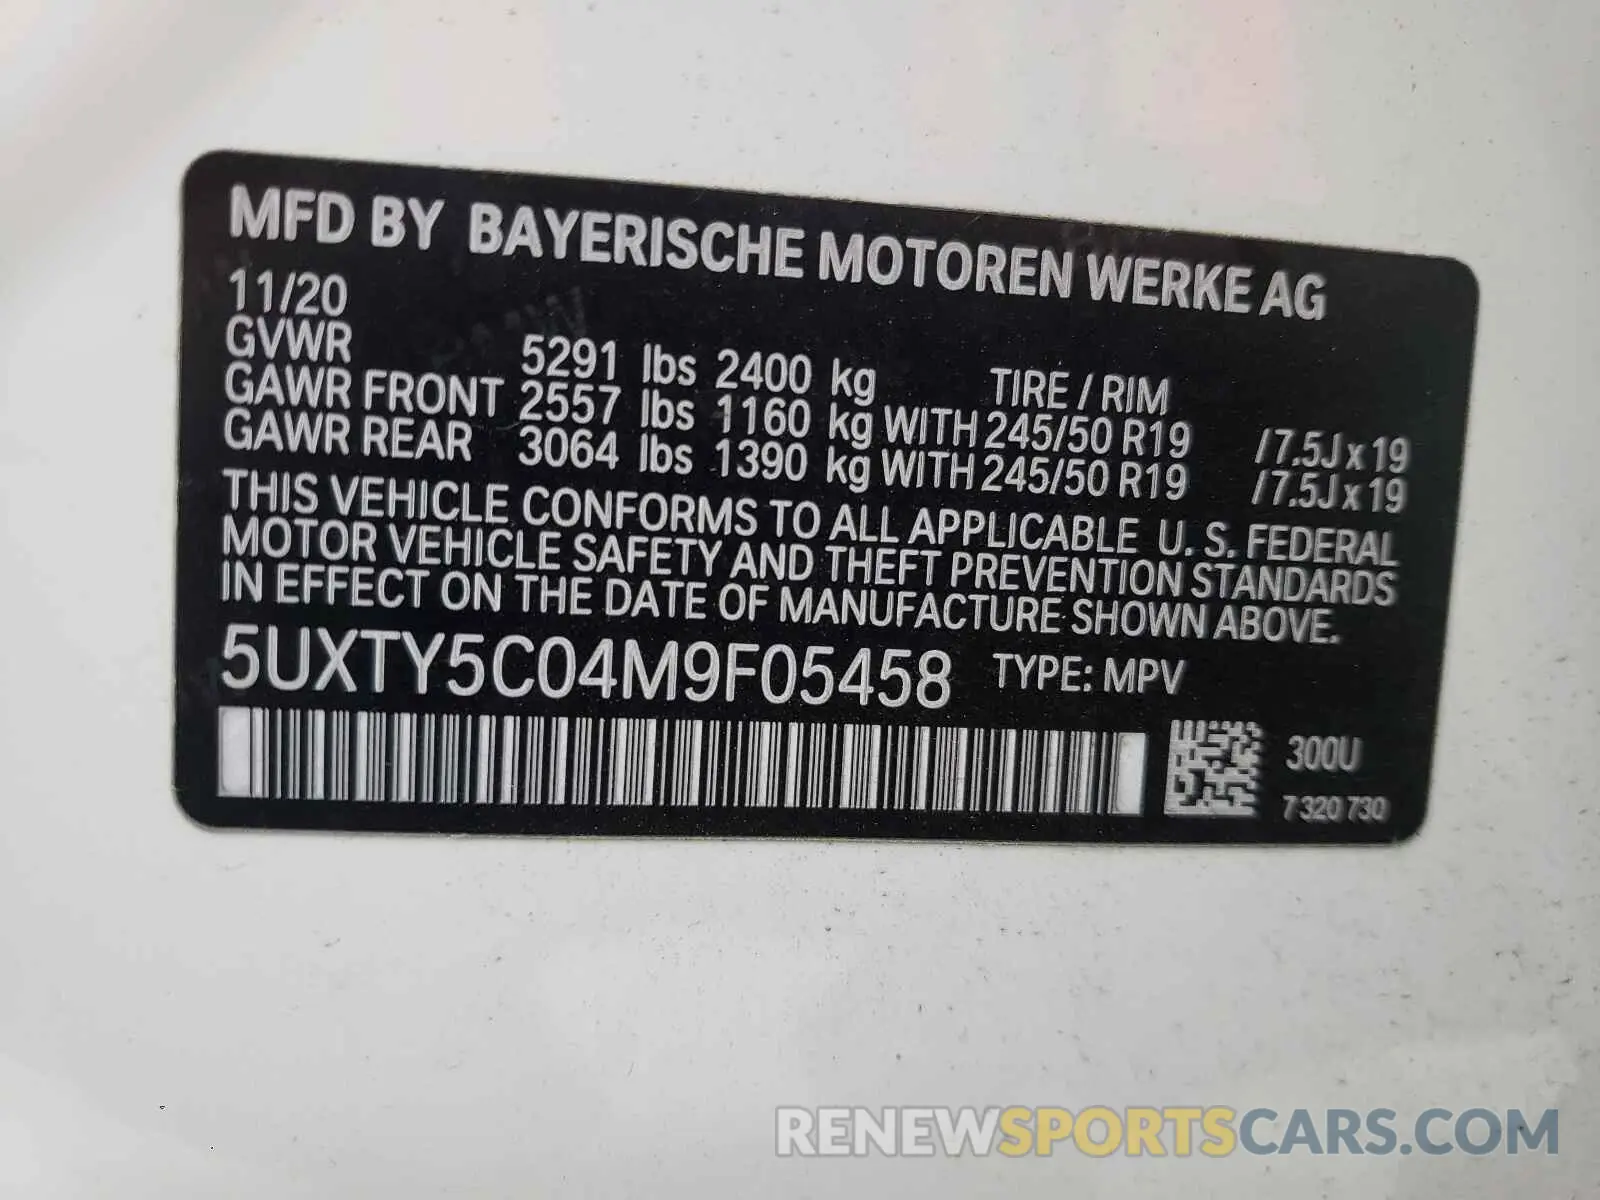 MFD BY BAYERISCHE MOTOREN WERKE AG
11/20
GVWR 5291 lbs 2400 kg TIRE / RIM
GAWR FRONT 2557 lbs 1160 kg WITH 245/50 R19 /7.5J x 19
GAWR REAR 3064 lbs 1390 kg WITH 245/50 R19 /7.5J x 19
THIS VEHICLE CONFORMS TO ALL APPLICABLE U. S. FEDERAL
MOTOR VEHICLE SAFETY AND THEFT PREVENTION STANDARDS
IN EFFECT ON THE DATE OF MANUFACTURE SHOWN ABOVE.
5UXTY5C04M9F05458 TYPE: MPV
300U
7 320 730
RENEWSPORTSCARS.COM